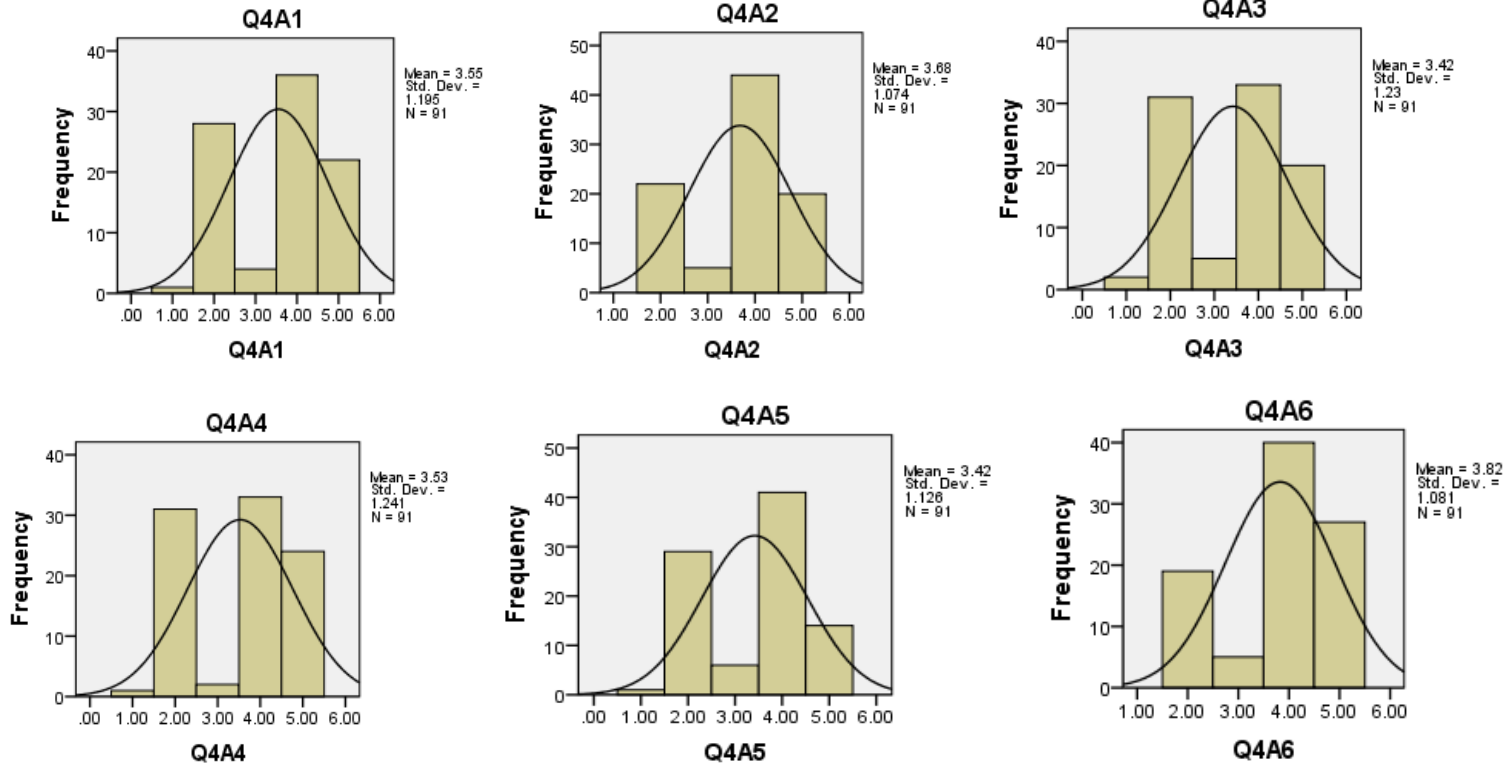 Q4A1
40
30
20
10
0
Frequency
.00 1.00 2.00 3.00 4.00 5.00 6.00
Q4A1
Mean = 3.55
Std. Dev. =
1.195
N = 91
Q4A2
50
40
30
20
10
0
Frequency
1.00 2.00 3.00 4.00 5.00 6.00
Q4A2
Mean = 3.68
Std. Dev. =
1.074
N = 91
Q4A3
40
30
20
10
0
Frequency
.00 1.00 2.00 3.00 4.00 5.00 6.00
Q4A3
Mean = 3.42
Std. Dev. =
1.23
N = 91
Q4A4
40
30
20
10
0
Frequency
.00 1.00 2.00 3.00 4.00 5.00 6.00
Q4A4
Mean = 3.53
Std. Dev. =
1.241
N = 91
Q4A5
50
40
30
20
10
0
Frequency
.00 1.00 2.00 3.00 4.00 5.00 6.00
Q4A5
Mean = 3.42
Std. Dev. =
1.126
N = 91
Q4A6
40
30
20
10
0
Frequency
1.00 2.00 3.00 4.00 5.00 6.00
Q4A6
Mean = 3.82
Std. Dev. =
1.081
N = 91